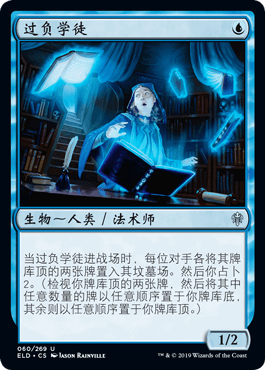 过负学徒
生物～人类 / 法术师
当过负学徒进战场时，每位对手各将其牌
库顶的两张牌置入其坟墓场。然后你占卜
2。（检视你牌库顶的两张牌，然后将其中
任意数量的牌以任意顺序置于你牌库底，
其余则以任意顺序置于你牌库顶。）
1/2
060/269 U
ELD • CS JASON RAINVILLE
™ & © 2019 Wizards of the Coast